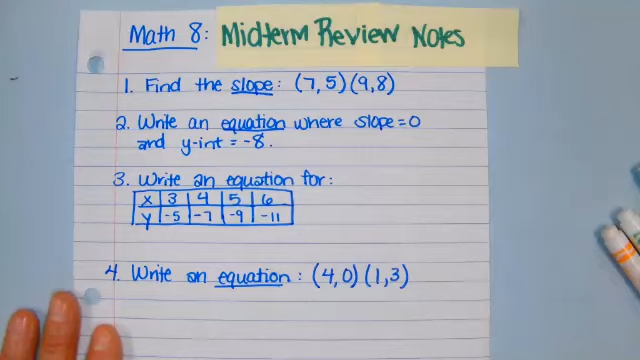 Math 8: Midterm Review Notes
1. Find the slope: (7,5) (9,8)
2. Write an equation where slope=0
and y-int = -8.
3. Write an equation for:
x 3 4 5 6
y -5 -7 -9 -11
4. Write an equation: (4,0) (1,3)